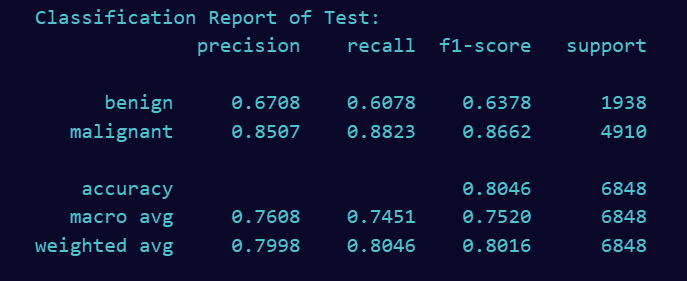 Classification Report of Test:
precision recall f1-score support
benign 0.6708 0.6078 0.6378 1938
malignant 0.8507 0.8823 0.8662 4910
accuracy 0.8046 6848
macro avg 0.7608 0.7451 0.7520 6848
weighted avg 0.7998 0.8046 0.8016 6848